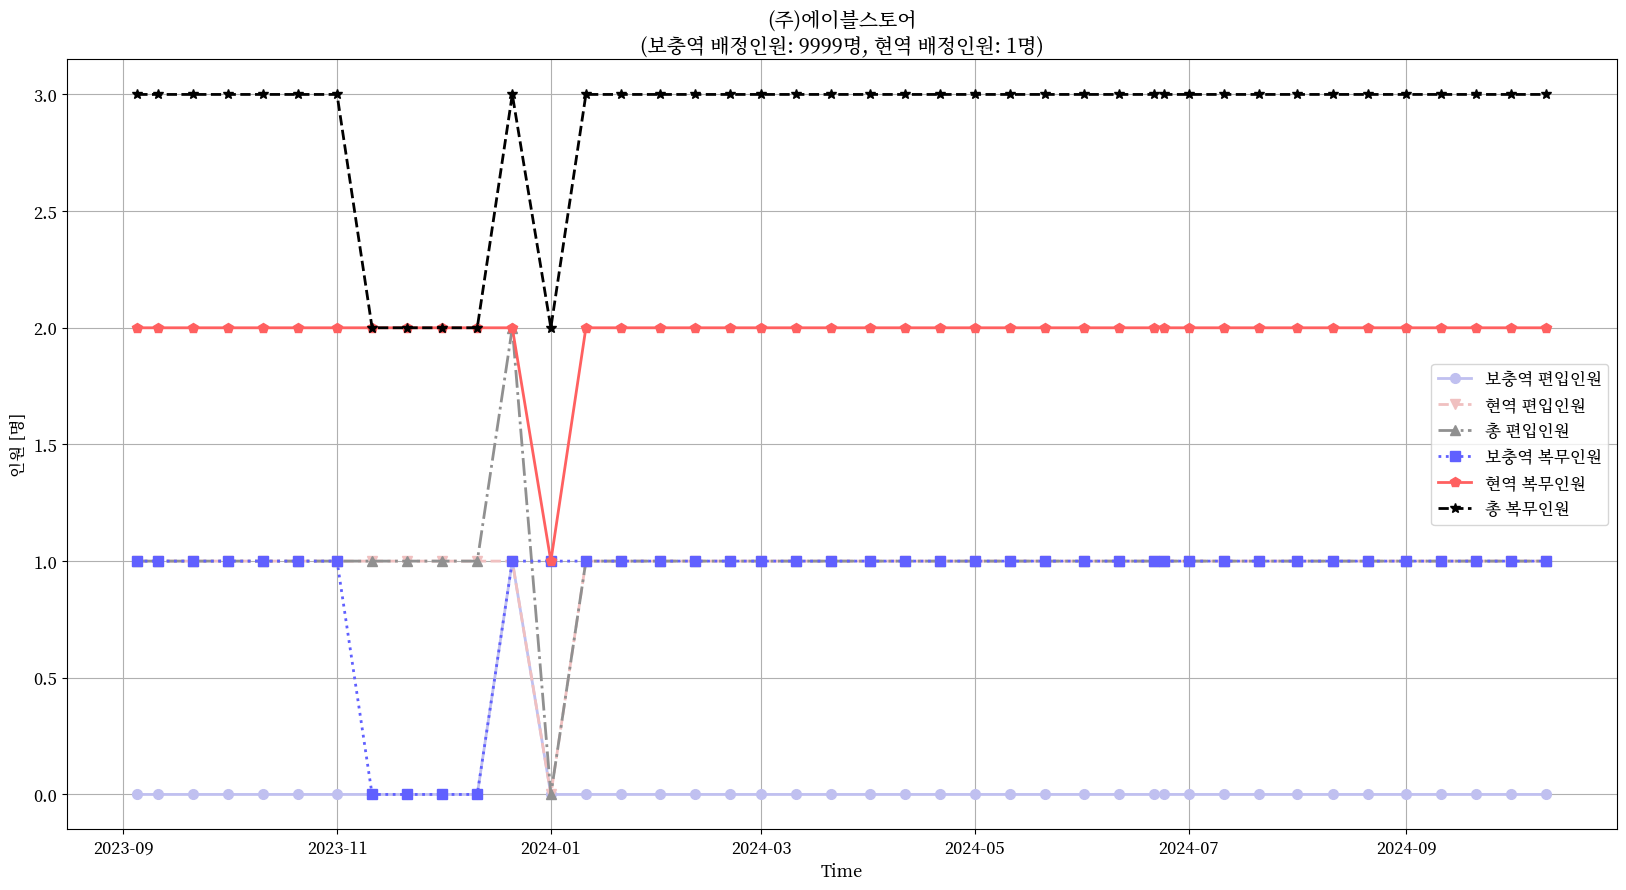 (주)에이블스토어
(보충역 배정인원: 9999명, 현역 배정인원: 1명)
3.0
2.5
2.0
1.5
1.0
0.5
0.0
인원 [명]
보충역 편입인원
현역 편입인원
총 편입인원
보충역 복무인원
현역 복무인원
총 복무인원
2023-09
2023-11
2024-01
2024-03
2024-05
2024-07
2024-09
Time